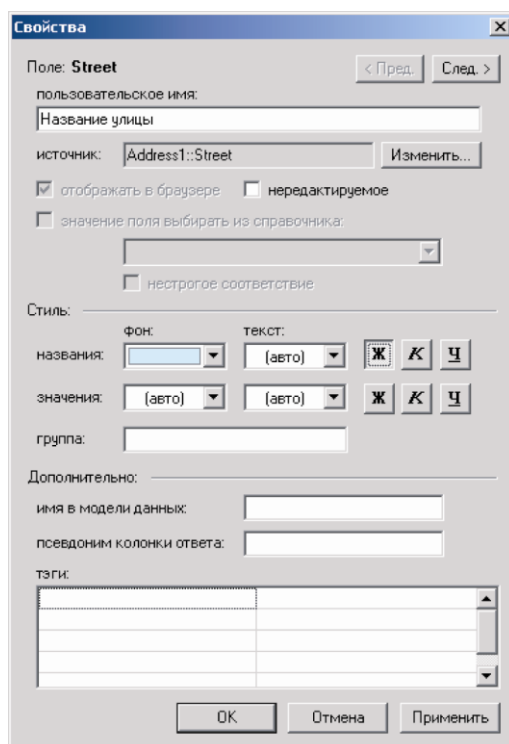 Свойства
Поле: Street
< Пред. След. >
пользовательское имя:
Название улицы
источник: Address1::Street Изменить...
отображать в браузере нередактируемое
значение поля выбирать из справочника:
нестрогое соответствие
Стиль:
фон: текст:
названия: (авто) Ж К Ч
значения: (авто) (авто) Ж К Ч
группа:
Дополнительно:
имя в модели данных:
псевдоним колонки ответа:
тэги:
OK Отмена Применить